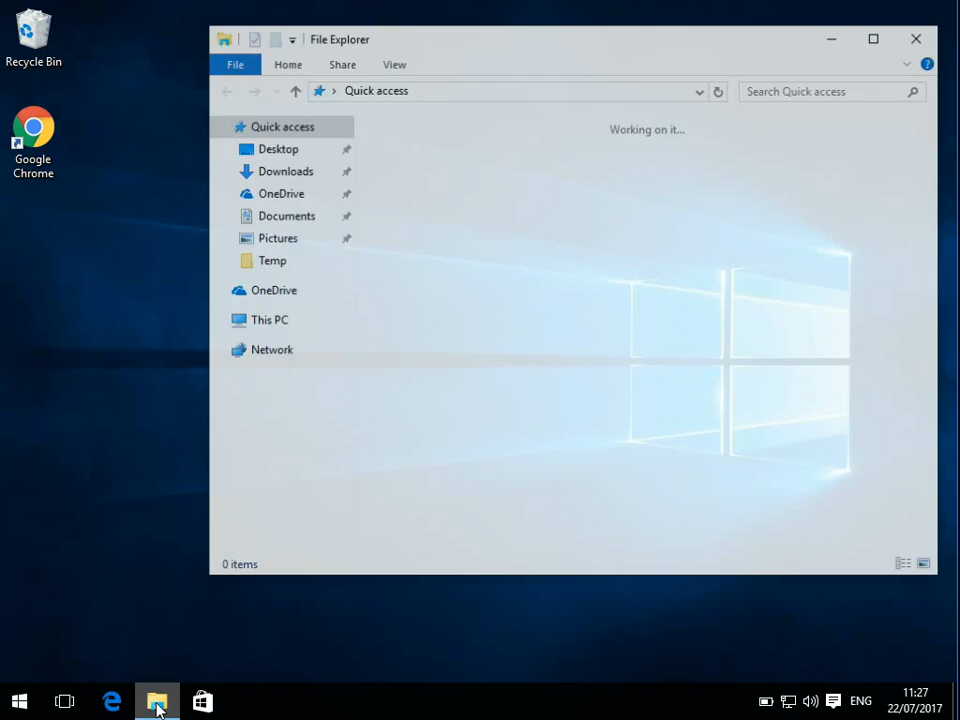 Recycle Bin
Google
Chrome
File Explorer
File Home Share View
Quick access
Search Quick access
Quick access
Working on it...
Desktop
Downloads
OneDrive
Documents
Pictures
Temp
OneDrive
This PC
Network
0 items
ENG
11:27
22/07/2017